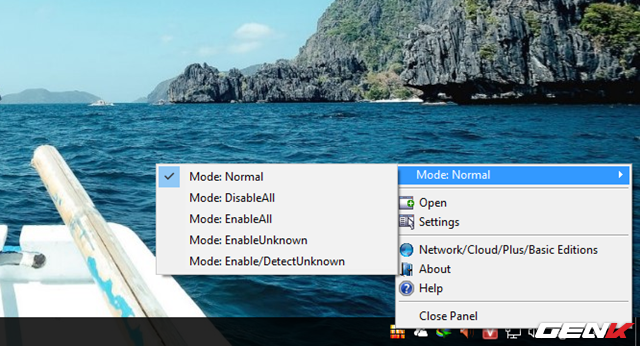 Mode: Normal
Mode: DisableAll
Mode: EnableAll
Mode: EnableUnknown
Mode: Enable/DetectUnknown
Mode: Normal
Open
Settings
Network/Cloud/Plus/Basic Editions
About
Help
Close Panel
V
GENK